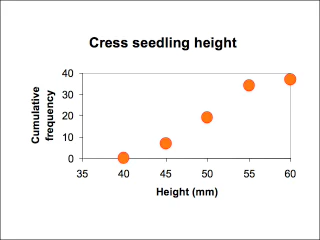 Cress seedling height
Cumulative
frequency
40
30
20
10
0
35 40 45 50 55 60
Height (mm)